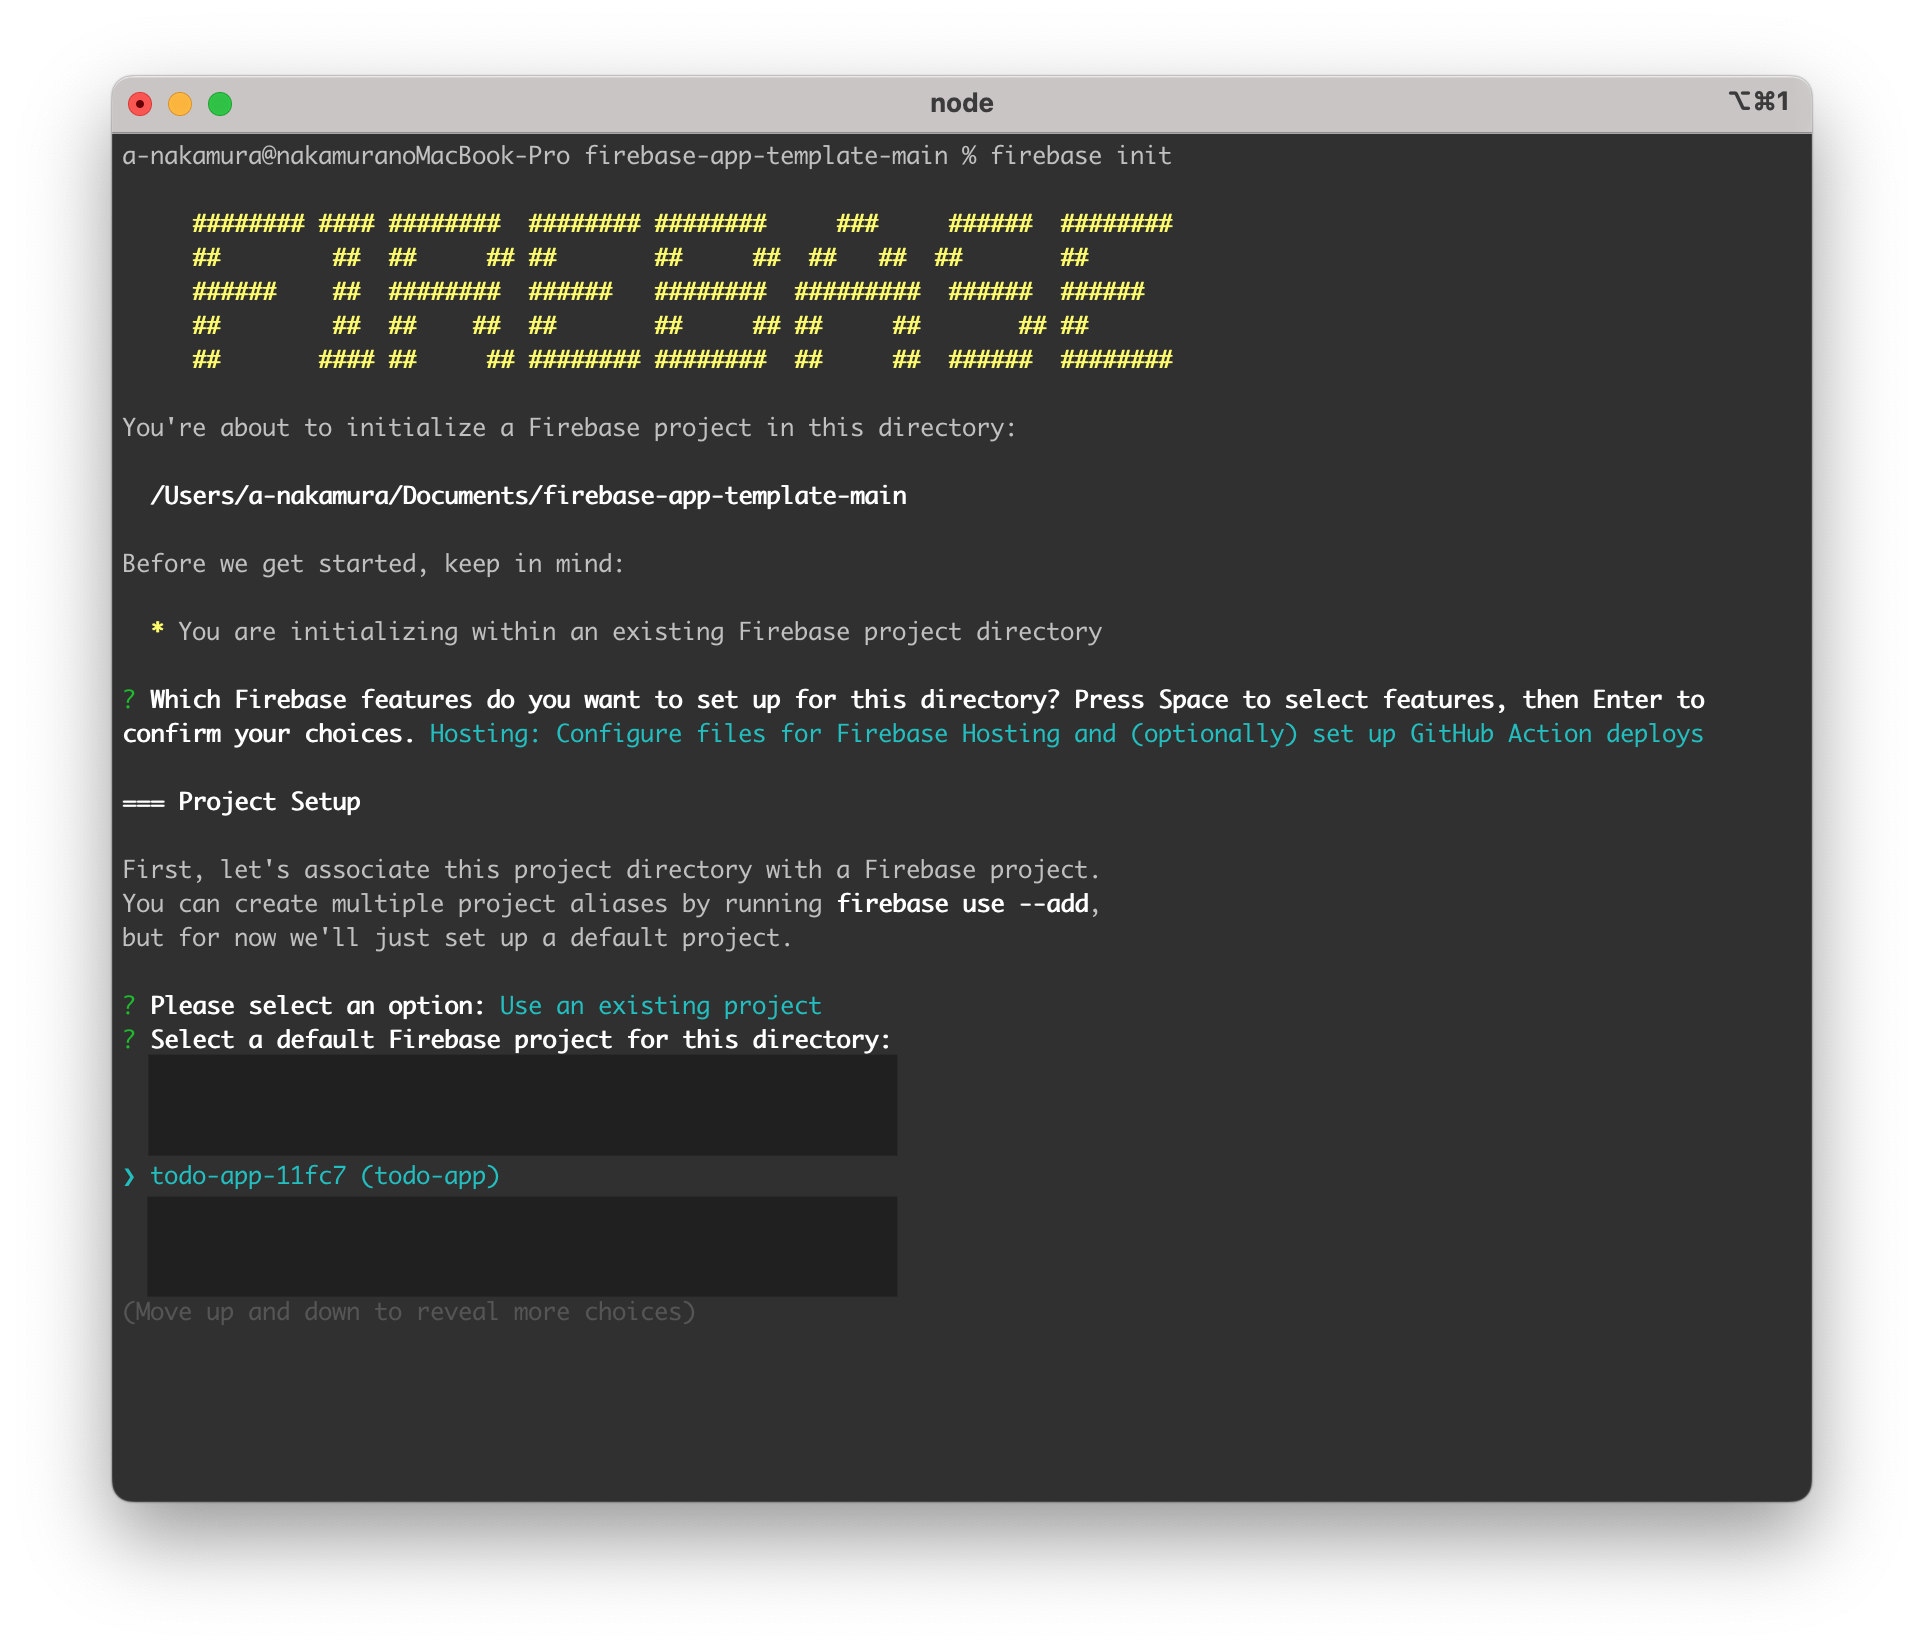 node
⌥⌘1
a-nakamura@nakamuranoMacBook-Pro firebase-app-template-main % firebase init
     ######## #### ########  ######## ########     ###     ######  ########
     ##        ##  ##     ## ##       ##     ##  ##   ##  ##       ##
     ######    ##  ########  ######   ########  #########  ######  ######
     ##        ##  ##    ##  ##       ##     ## ##     ##       ## ##
     ##       #### ##     ## ######## ########  ##     ##  ######  ########
You're about to initialize a Firebase project in this directory:
/Users/a-nakamura/Documents/firebase-app-template-main
Before we get started, keep in mind:
* You are initializing within an existing Firebase project directory
? Which Firebase features do you want to set up for this directory? Press Space to select features, then Enter to
confirm your choices. Hosting: Configure files for Firebase Hosting and (optionally) set up GitHub Action deploys
=== Project Setup
First, let's associate this project directory with a Firebase project.
You can create multiple project aliases by running firebase use --add,
but for now we'll just set up a default project.
? Please select an option: Use an existing project
? Select a default Firebase project for this directory:
❯ todo-app-11fc7 (todo-app)
(Move up and down to reveal more choices)